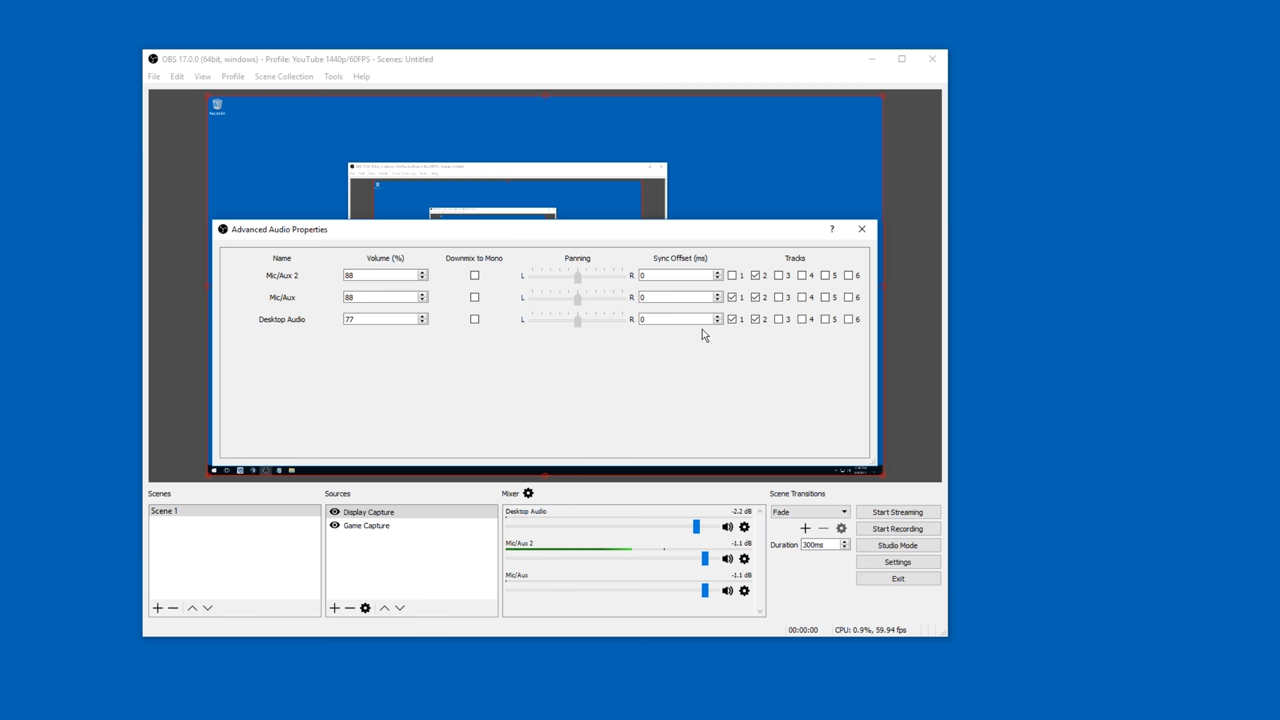 OBS 17.0.0 (64bit, windows) - Profile: YouTube 1440p/60FPS - Scenes: Untitled
File Edit View Profile Scene Collection Tools Help
Advanced Audio Properties ?
Name Volume (%) Downmix to Mono Panning Sync Offset (ms) Tracks
Mic/Aux 2 88 L R 0 1 2 3 4 5 6
Mic/Aux 88 L R 0 1 2 3 4 5 6
Desktop Audio 77 L R 0 1 2 3 4 5 6
Scenes Sources Mixer Scene Transitions
Scene 1 Display Capture Desktop Audio -2.2 dB Fade Start Streaming
Game Capture Start Recording
Mic/Aux 2 -1.1 dB Duration 300ms Studio Mode
Settings
Mic/Aux -1.1 dB Exit
00:00:00 CPU: 0.9%, 59.94 fps